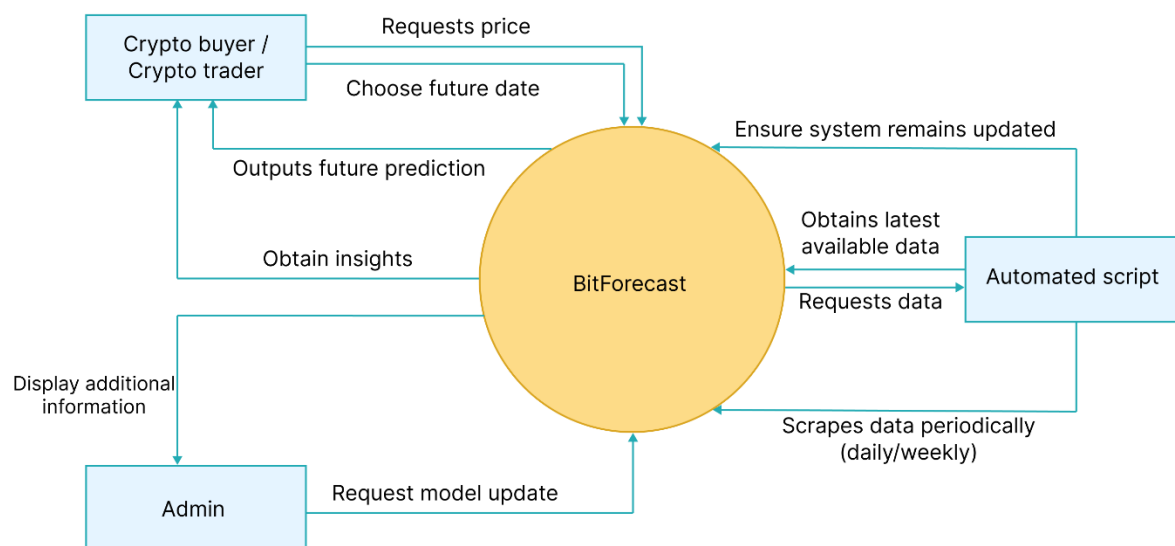 Requests price
Crypto buyer /
Crypto trader
Choose future date
Ensure system remains updated
Outputs future prediction
Obtains latest
available data
Obtain insights
BitForecast
Automated script
Requests data
Display additional
information
Scrapes data periodically
(daily/weekly)
Request model update
Admin